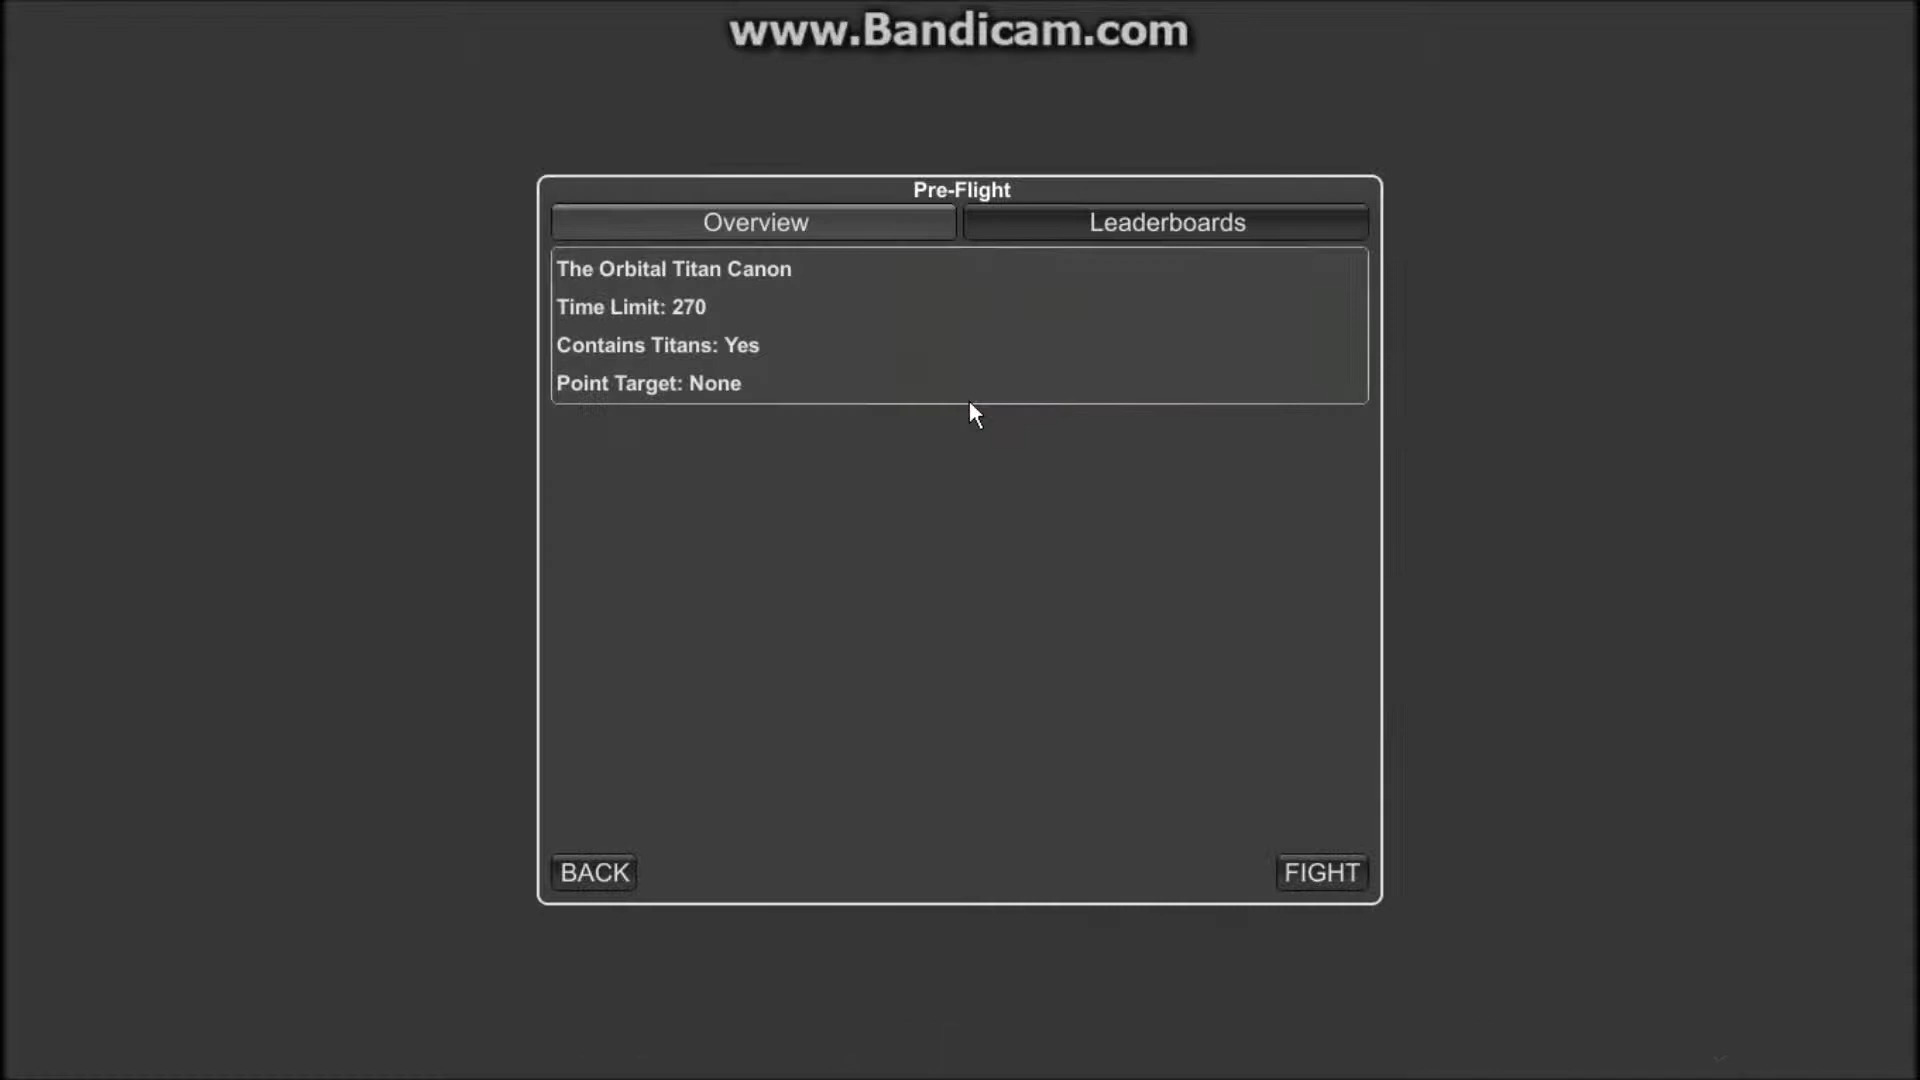 www.Bandicam.com
Pre-Flight
Overview
Leaderboards
The Orbital Titan Canon
Time Limit: 270
Contains Titans: Yes
Point Target: None
BACK
FIGHT